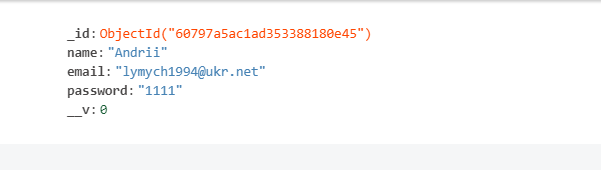 _id: ObjectId("60797a5ac1ad353388180e45")
name: "Andrii"
email: "lymych1994@ukr.net"
password: "1111"
__v: 0